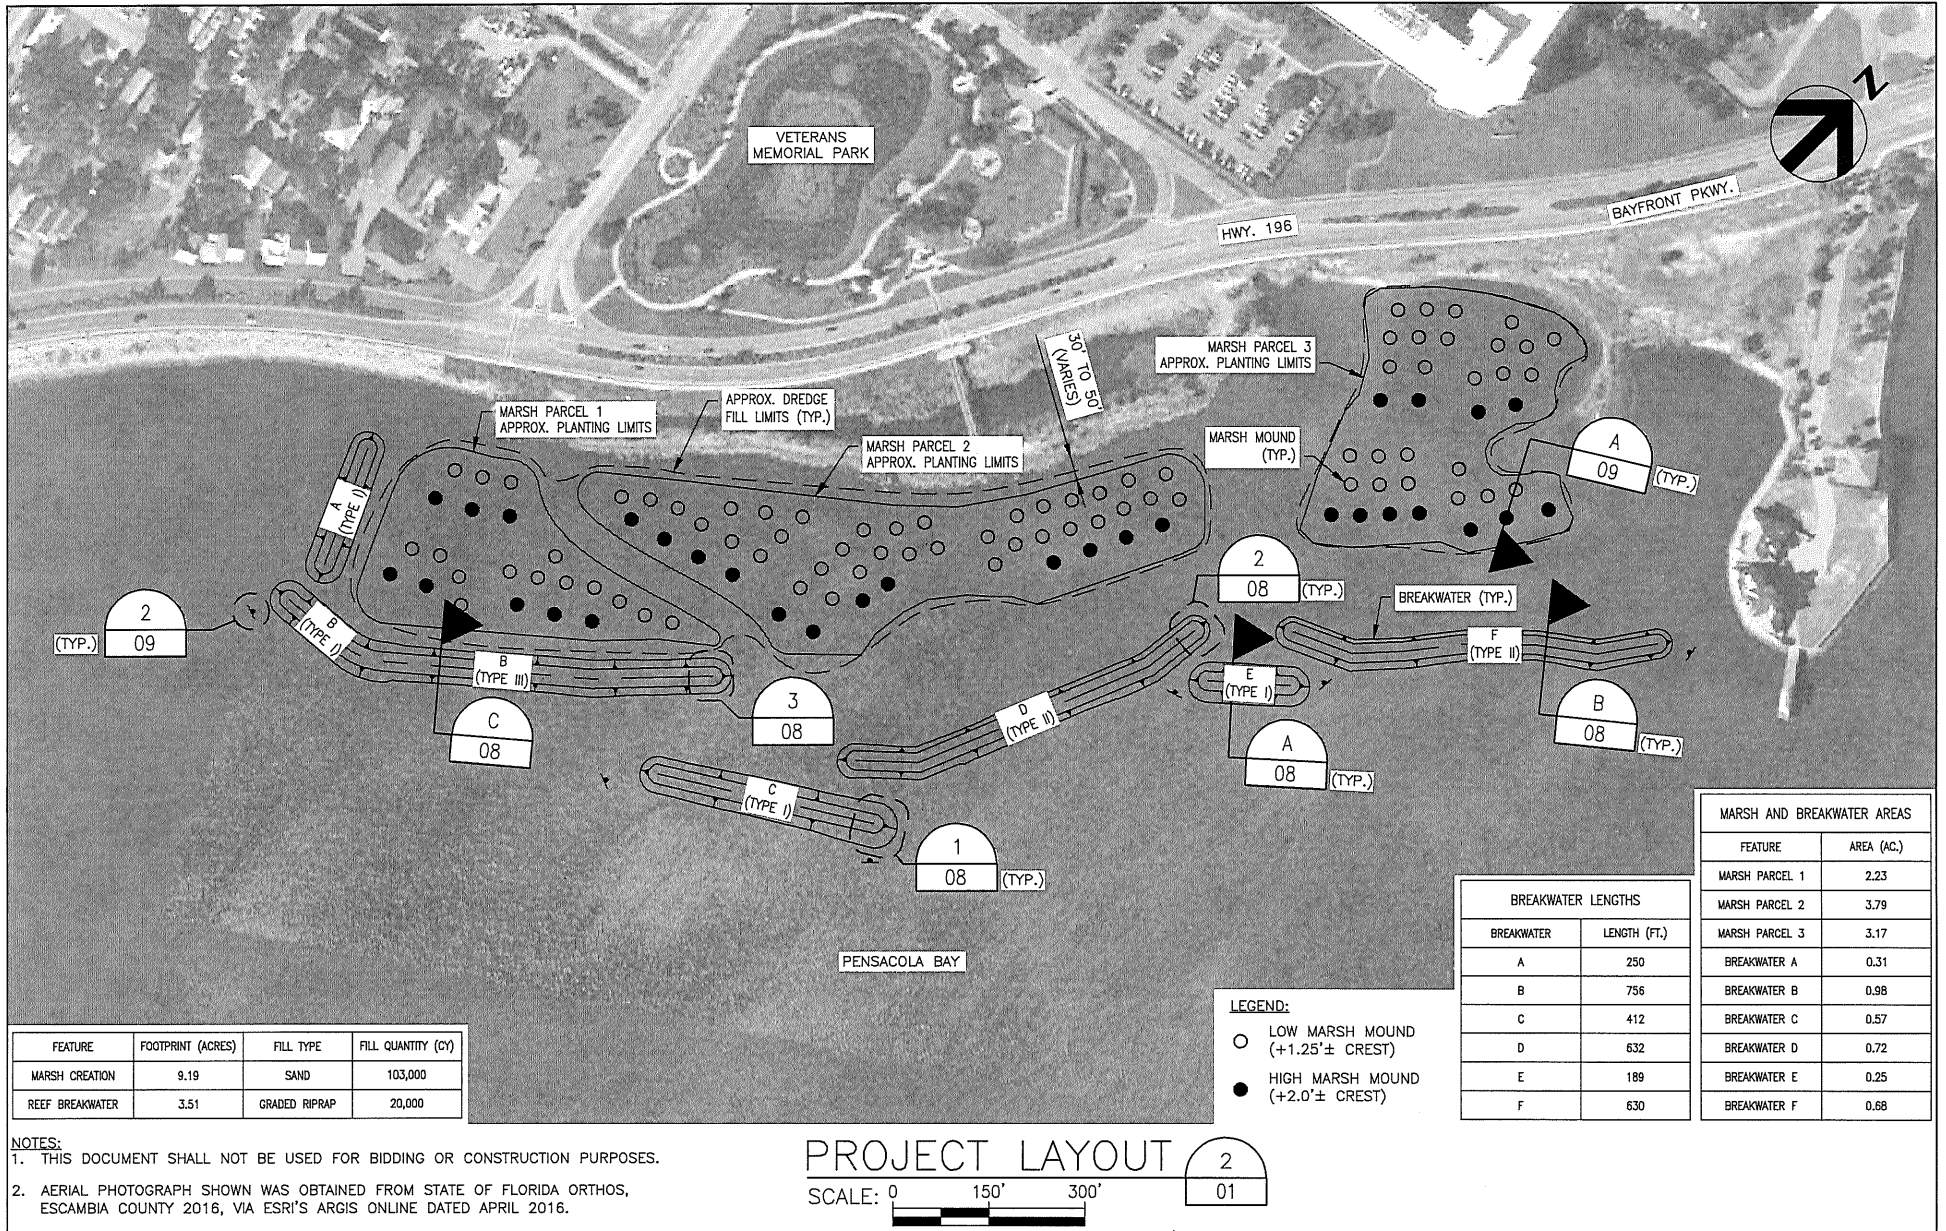 VETERANS
MEMORIAL PARK
N
HWY. 196
BAYFRONT PKWY.
30' TO 50'
(VARIES)
MARSH PARCEL 3
APPROX. PLANTING LIMITS
APPROX. DREDGE
FILL LIMITS (TYP.)
MARSH PARCEL 1
APPROX. PLANTING LIMITS
MARSH PARCEL 2
APPROX. PLANTING LIMITS
MARSH MOUND
(TYP.)
A
09
(TYP.)
A
(TYPE I)
2
08
(TYP.)
BREAKWATER (TYP.)
2
09
(TYP.)
B
(TYPE I)
B
(TYPE III)
E
(TYPE I)
F
(TYPE II)
3
08
C
08
D
(TYPE II)
B
08
(TYP.)
A
08
(TYP.)
C
(TYPE I)
1
08
(TYP.)
PENSACOLA BAY
MARSH AND BREAKWATER AREAS
FEATURE AREA (AC.)
MARSH PARCEL 1 2.23
MARSH PARCEL 2 3.79
MARSH PARCEL 3 3.17
BREAKWATER A 0.31
BREAKWATER B 0.98
BREAKWATER C 0.57
BREAKWATER D 0.72
BREAKWATER E 0.25
BREAKWATER F 0.68
BREAKWATER LENGTHS
BREAKWATER LENGTH (FT.)
A 250
B 756
C 412
D 632
E 189
F 630
LEGEND:
LOW MARSH MOUND
(+1.25'± CREST)
HIGH MARSH MOUND
(+2.0'± CREST)
FEATURE FOOTPRINT (ACRES) FILL TYPE FILL QUANTITY (CY)
MARSH CREATION 9.19 SAND 103,000
REEF BREAKWATER 3.51 GRADED RIPRAP 20,000
NOTES:
1. THIS DOCUMENT SHALL NOT BE USED FOR BIDDING OR CONSTRUCTION PURPOSES.
2. AERIAL PHOTOGRAPH SHOWN WAS OBTAINED FROM STATE OF FLORIDA ORTHOS,
ESCAMBIA COUNTY 2016, VIA ESRI'S ARGIS ONLINE DATED APRIL 2016.
PROJECT LAYOUT
2
01
SCALE: 0 150' 300'